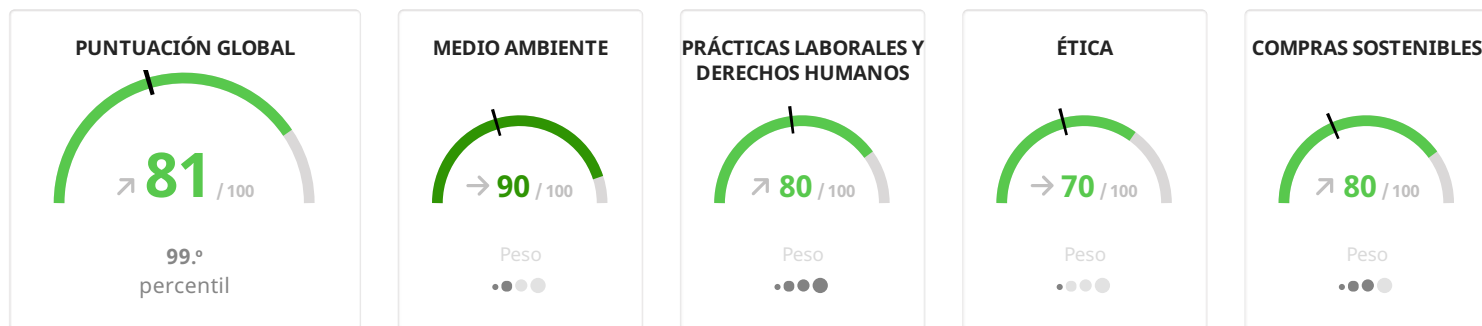 PUNTUACIÓN GLOBAL
81 / 100
99.º
percentil
MEDIO AMBIENTE
90 / 100
Peso
PRÁCTICAS LABORALES Y
DERECHOS HUMANOS
80 / 100
Peso
ÉTICA
70 / 100
Peso
COMPRAS SOSTENIBLES
80 / 100
Peso